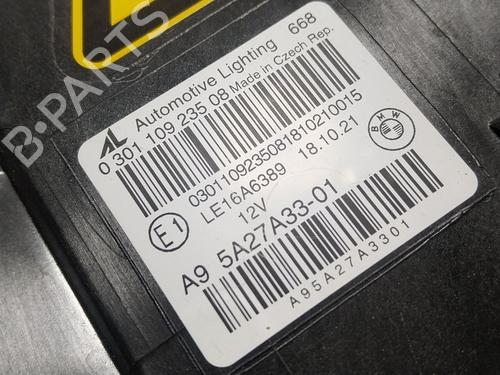 B-PARTS
AL Automotive Lighting 668
0 301 109 235 08 Made in Czech Rep.
0301109235081810210015
LE16A6389 18.10.21
E1
12V
BMW
A9 5A27A33-01
A95A27A3301